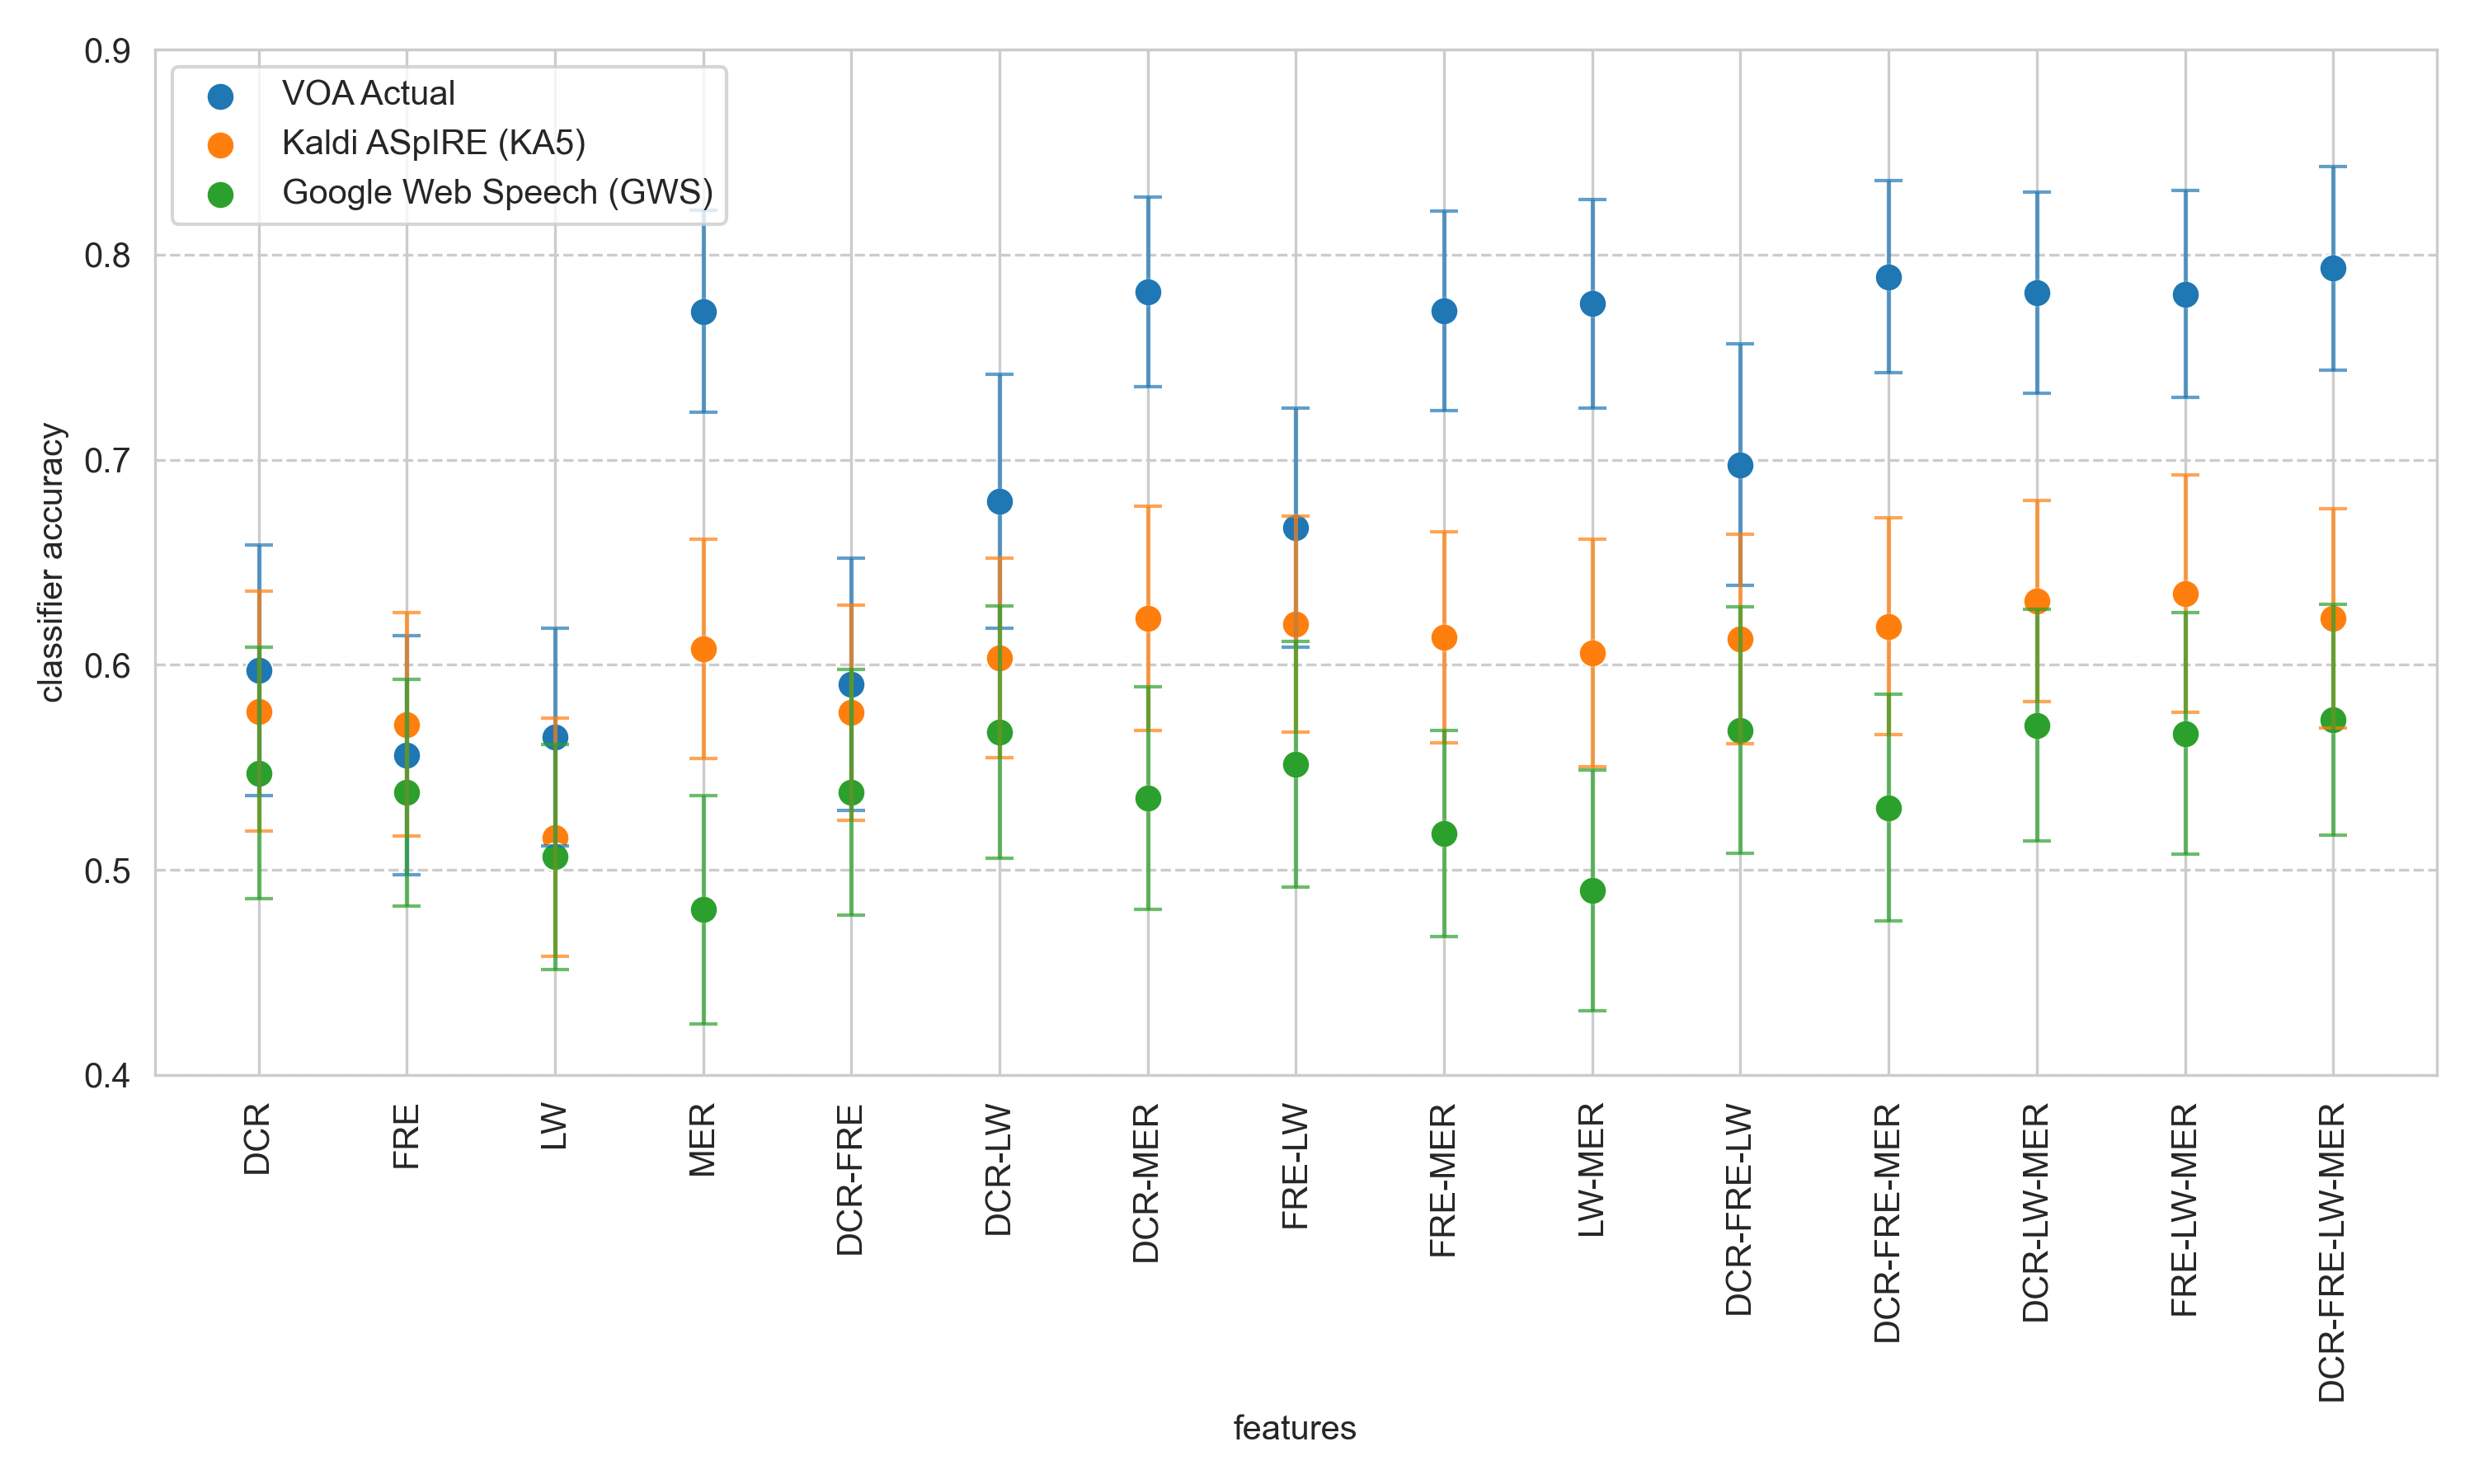 0.9
0.8
0.7
0.6
0.5
0.4
classifier accuracy
VOA Actual
Kaldi ASpIRE (KA5)
Google Web Speech (GWS)
DCR
FRE
LW
MER
DCR-FRE
DCR-LW
DCR-MER
FRE-LW
FRE-MER
LW-MER
DCR-FRE-LW
DCR-FRE-MER
DCR-LW-MER
FRE-LW-MER
DCR-FRE-LW-MER
features